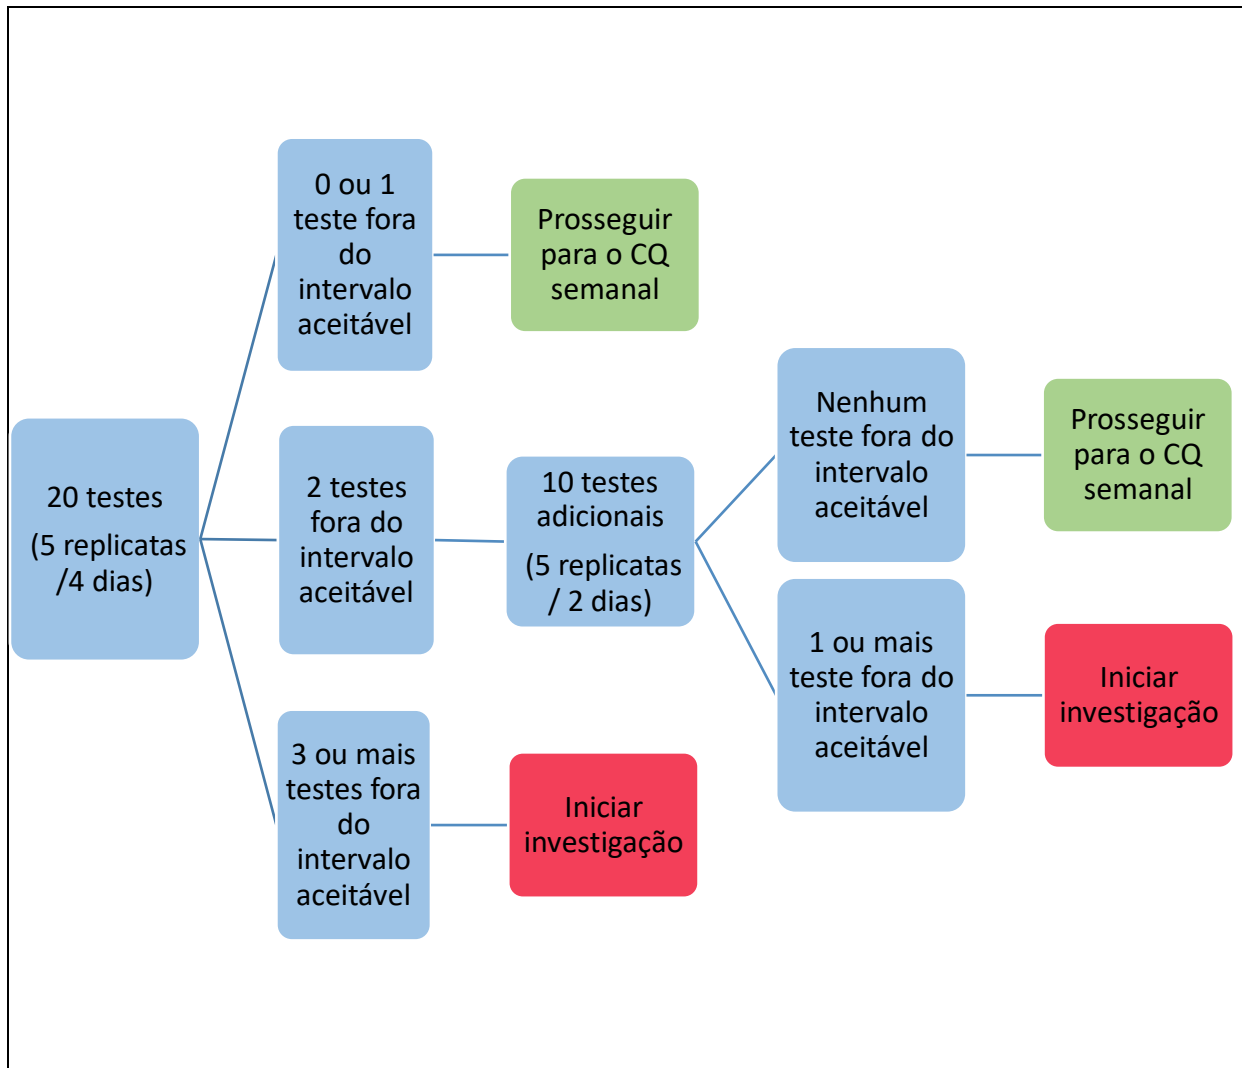 20 testes
(5 replicatas
/4 dias)
0 ou 1
teste fora
do
intervalo
aceitável
Prosseguir
para o CQ
semanal
2 testes
fora do
intervalo
aceitável
10 testes
adicionais
(5 replicatas
/ 2 dias)
Nenhum
teste fora do
intervalo
aceitável
Prosseguir
para o CQ
semanal
1 ou mais
teste fora do
intervalo
aceitável
Iniciar
investigação
3 ou mais
testes fora
do
intervalo
aceitável
Iniciar
investigação